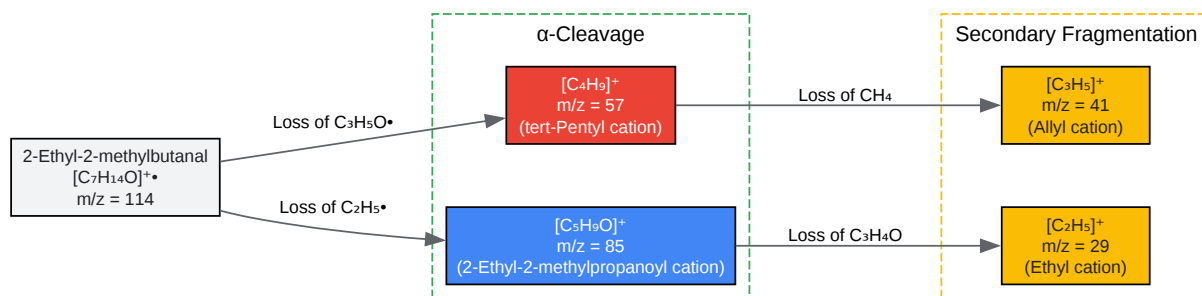 α-Cleavage
Secondary Fragmentation
2-Ethyl-2-methylbutanal
[C₇H₁₄O]⁺•
m/z = 114
Loss of C₃H₅O•
[C₄H₉]⁺
m/z = 57
(tert-Pentyl cation)
Loss of CH₄
[C₃H₅]⁺
m/z = 41
(Allyl cation)
Loss of C₂H₅•
[C₅H₉O]⁺
m/z = 85
(2-Ethyl-2-methylpropanoyl cation)
Loss of C₃H₄O
[C₂H₅]⁺
m/z = 29
(Ethyl cation)